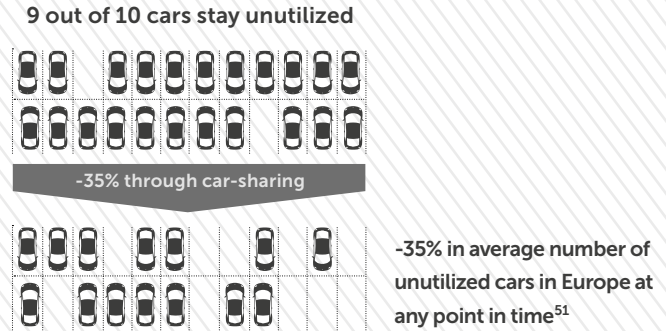 9 out of 10 cars stay unutilized
-35% through car-sharing
-35% in average number of
unutilized cars in Europe at
any point in time⁵¹